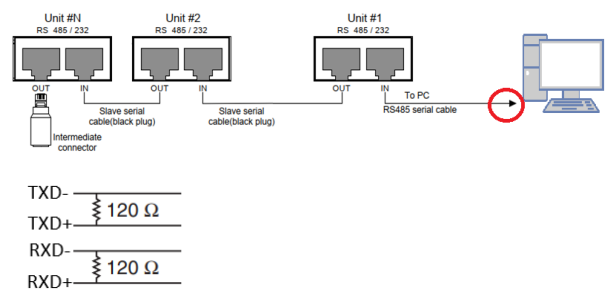 Unit #N
RS 485 / 232
Unit #2
RS 485 / 232
Unit #1
RS 485 / 232
OUT
IN
OUT
IN
OUT
IN
To PC
RS485 serial cable
Slave serial
cable(black plug)
Slave serial
cable(black plug)
Intermediate
connector
TXD-
120 Ω
TXD+
RXD-
120 Ω
RXD+